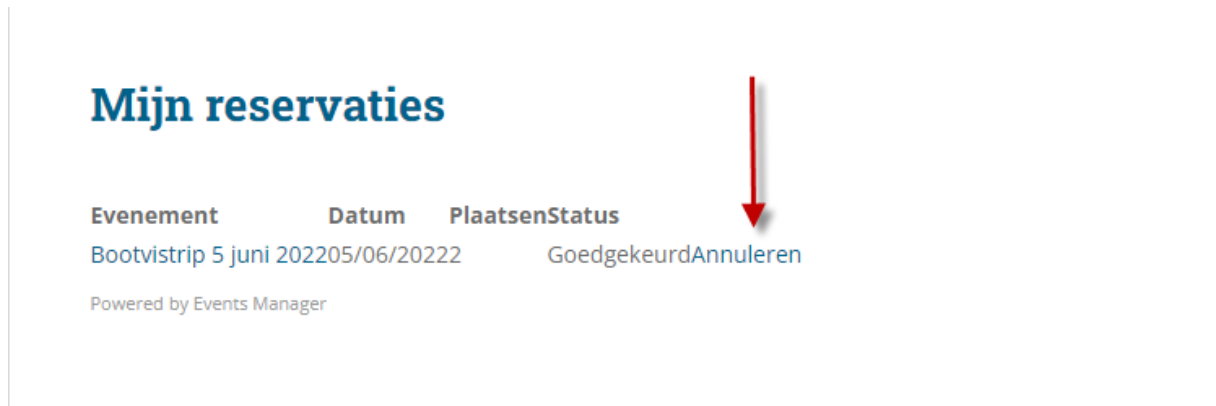 Mijn reservaties
Evenement Datum PlaatsenStatus
Bootvistrip 5 juni 202205/06/20222 GoedgekeurdAnnuleren
Powered by Events Manager